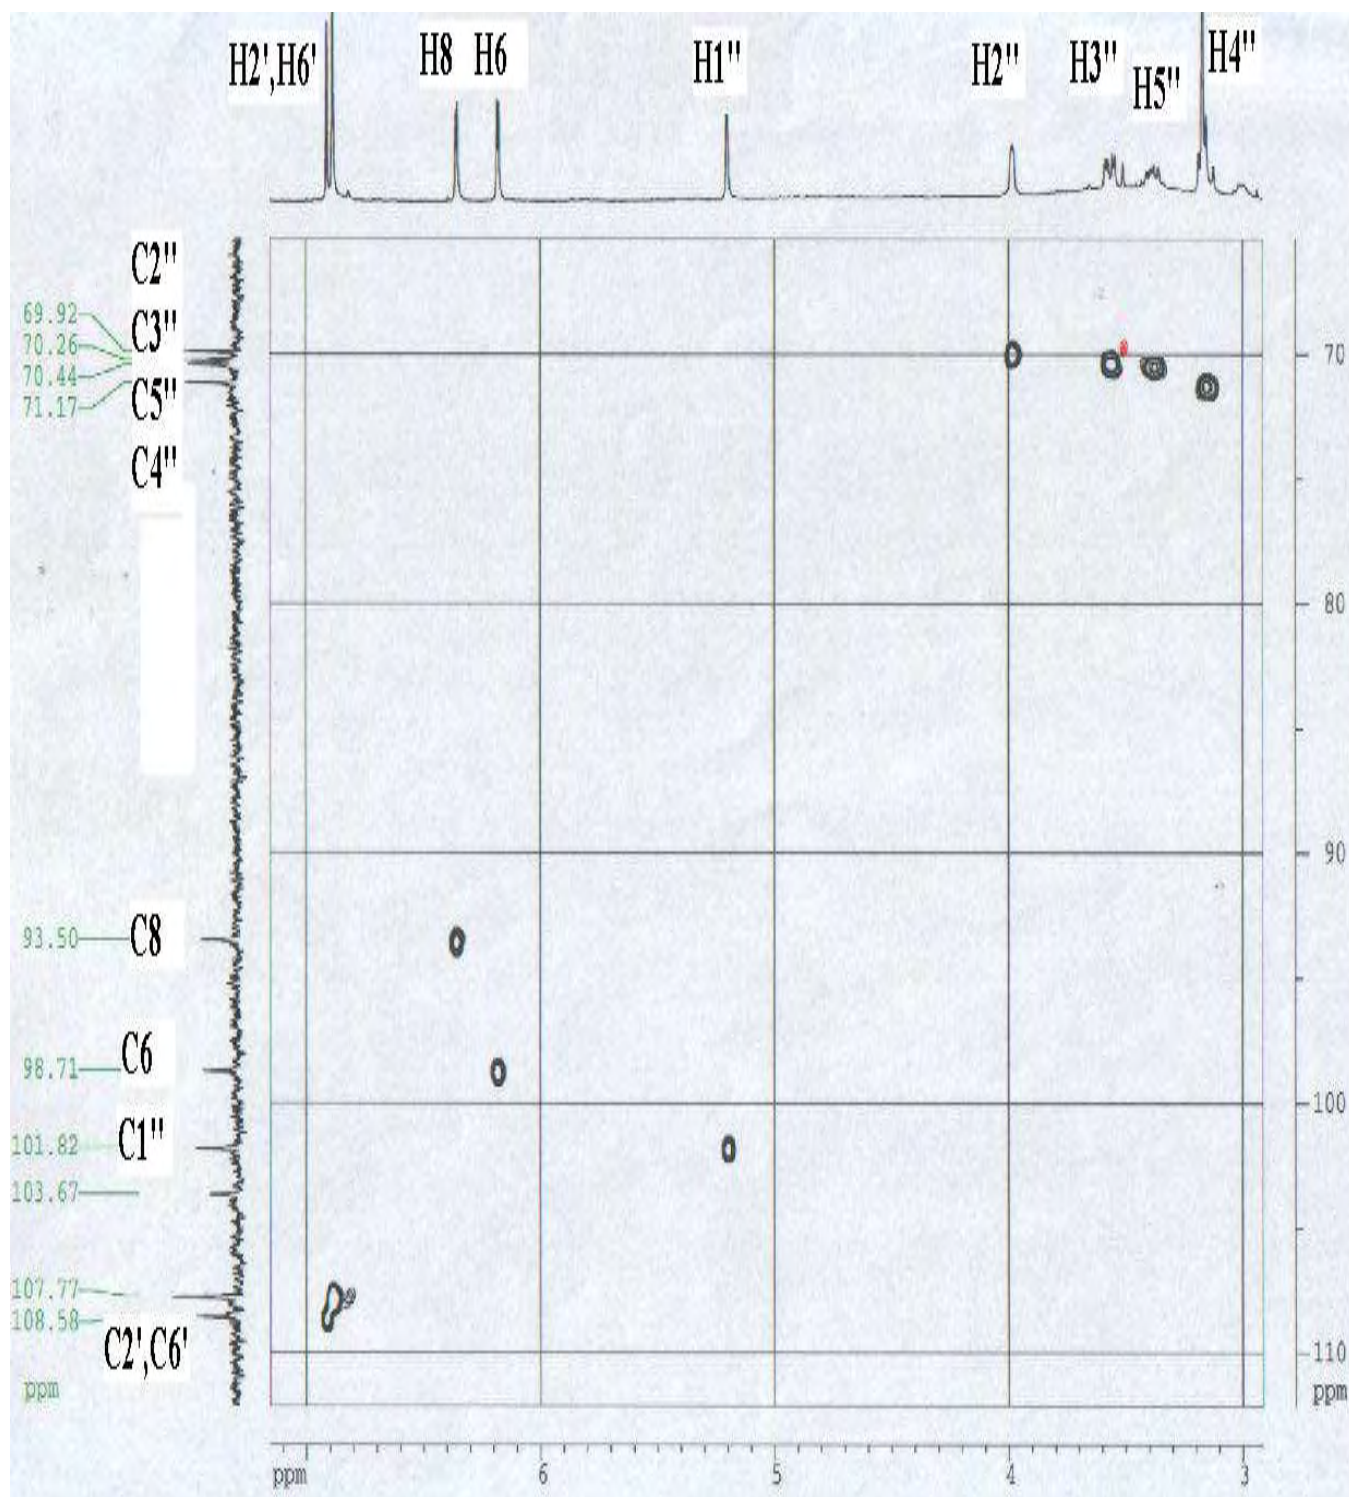 H2',H6'
H8
H6
H1"
H2"
H3"
H5"
H4"
C2"
69.92
C3"
70.26
70.44
C5"
71.17
C4"
93.50
C8
98.71
C6
101.82
C1"
103.67
107.77
108.58
C2',C6'
ppm
70
80
90
100
110
ppm
ppm
6
5
4
3